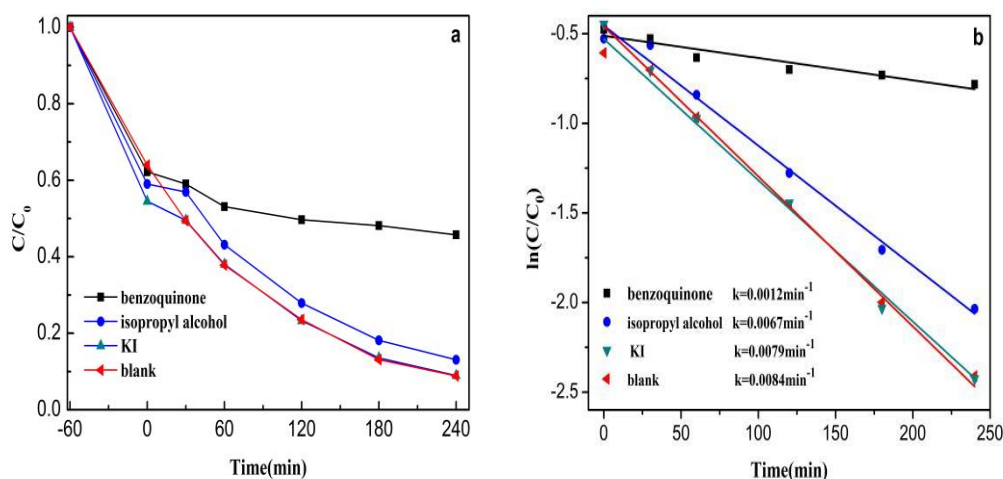 a
1.0
0.8
0.6
0.4
0.2
0.0
C/C₀
benzoquinone
isopropyl alcohol
KI
blank
-60 0 60 120 180 240
Time(min)
b
-0.5
-1.0
-1.5
-2.0
-2.5
ln(C/C₀)
benzoquinone k=0.0012min⁻¹
isopropyl alcohol k=0.0067min⁻¹
KI k=0.0079min⁻¹
blank k=0.0084min⁻¹
0 50 100 150 200 250
Time(min)